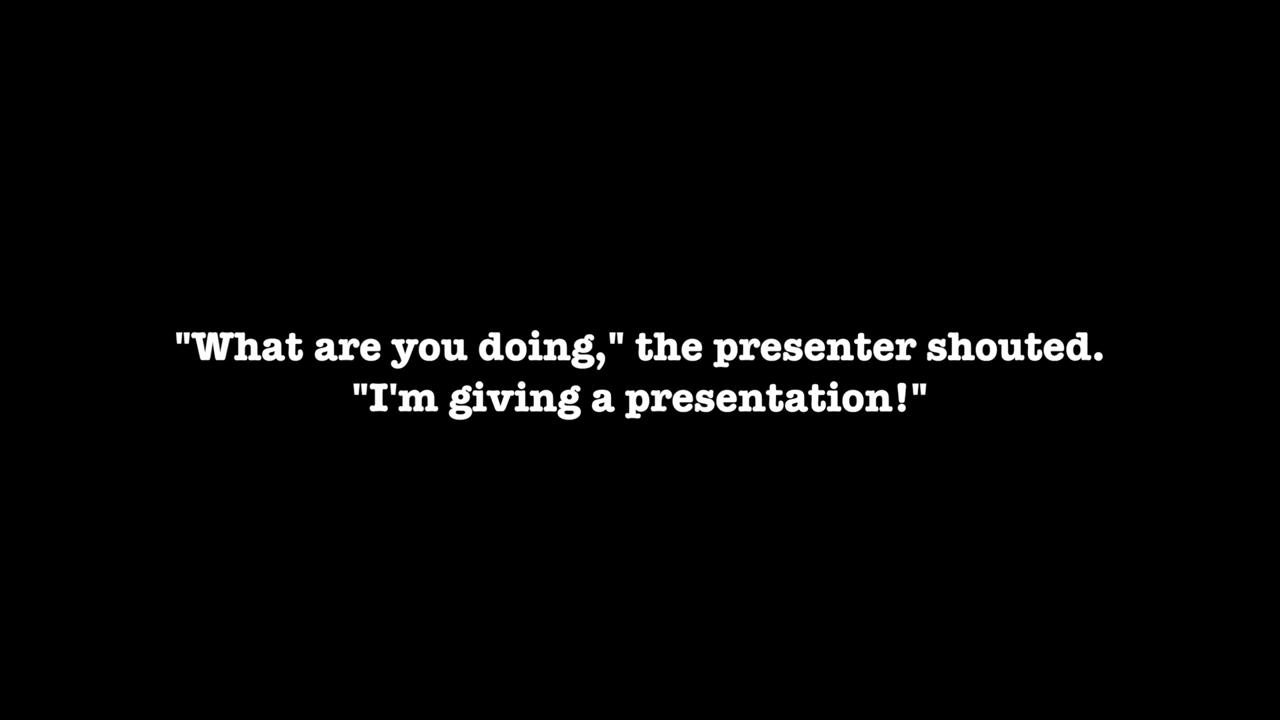 "What are you doing," the presenter shouted.
"I'm giving a presentation!"